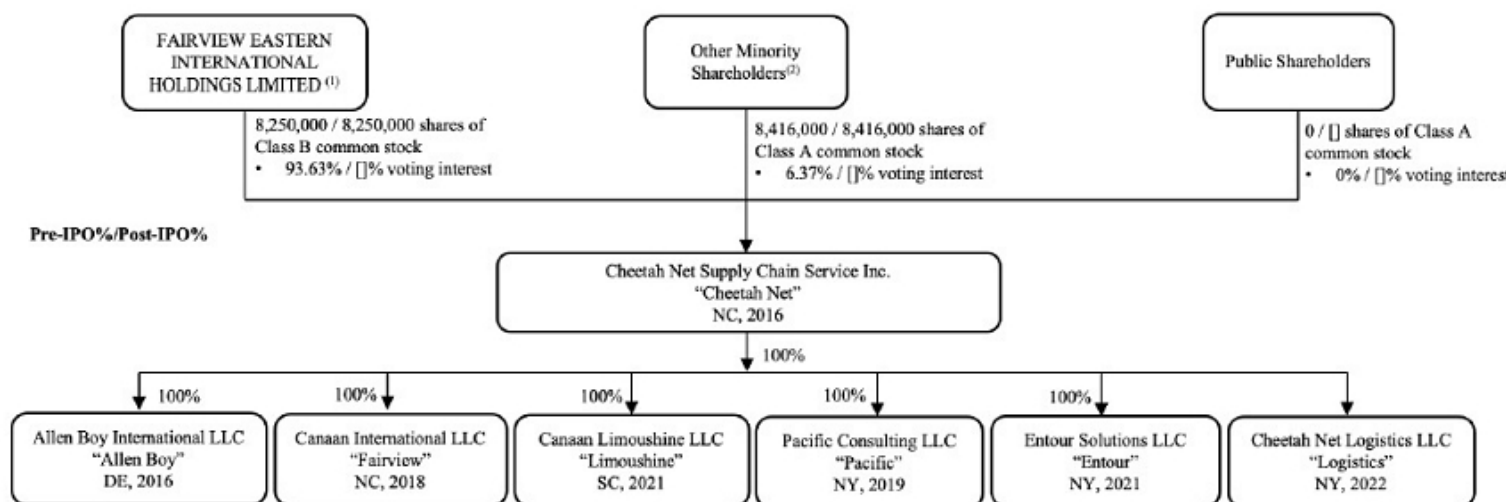 FAIRVIEW EASTERN
INTERNATIONAL
HOLDINGS LIMITED (1)
Other Minority
Shareholders(2)
Public Shareholders
8,250,000 / 8,250,000 shares of
Class B common stock
• 93.63% / []% voting interest
8,416,000 / 8,416,000 shares of
Class A common stock
• 6.37% / []% voting interest
0 / [] shares of Class A
common stock
• 0% / []% voting interest
Pre-IPO%/Post-IPO%
Cheetah Net Supply Chain Service Inc.
“Cheetah Net”
NC, 2016
100%
100%
100%
100%
100%
100%
Allen Boy International LLC
“Allen Boy”
DE, 2016
Canaan International LLC
“Fairview”
NC, 2018
Canaan Limoushine LLC
“Limoushine”
SC, 2021
Pacific Consulting LLC
“Pacific”
NY, 2019
Entour Solutions LLC
“Entour”
NY, 2021
Cheetah Net Logistics LLC
“Logistics”
NY, 2022